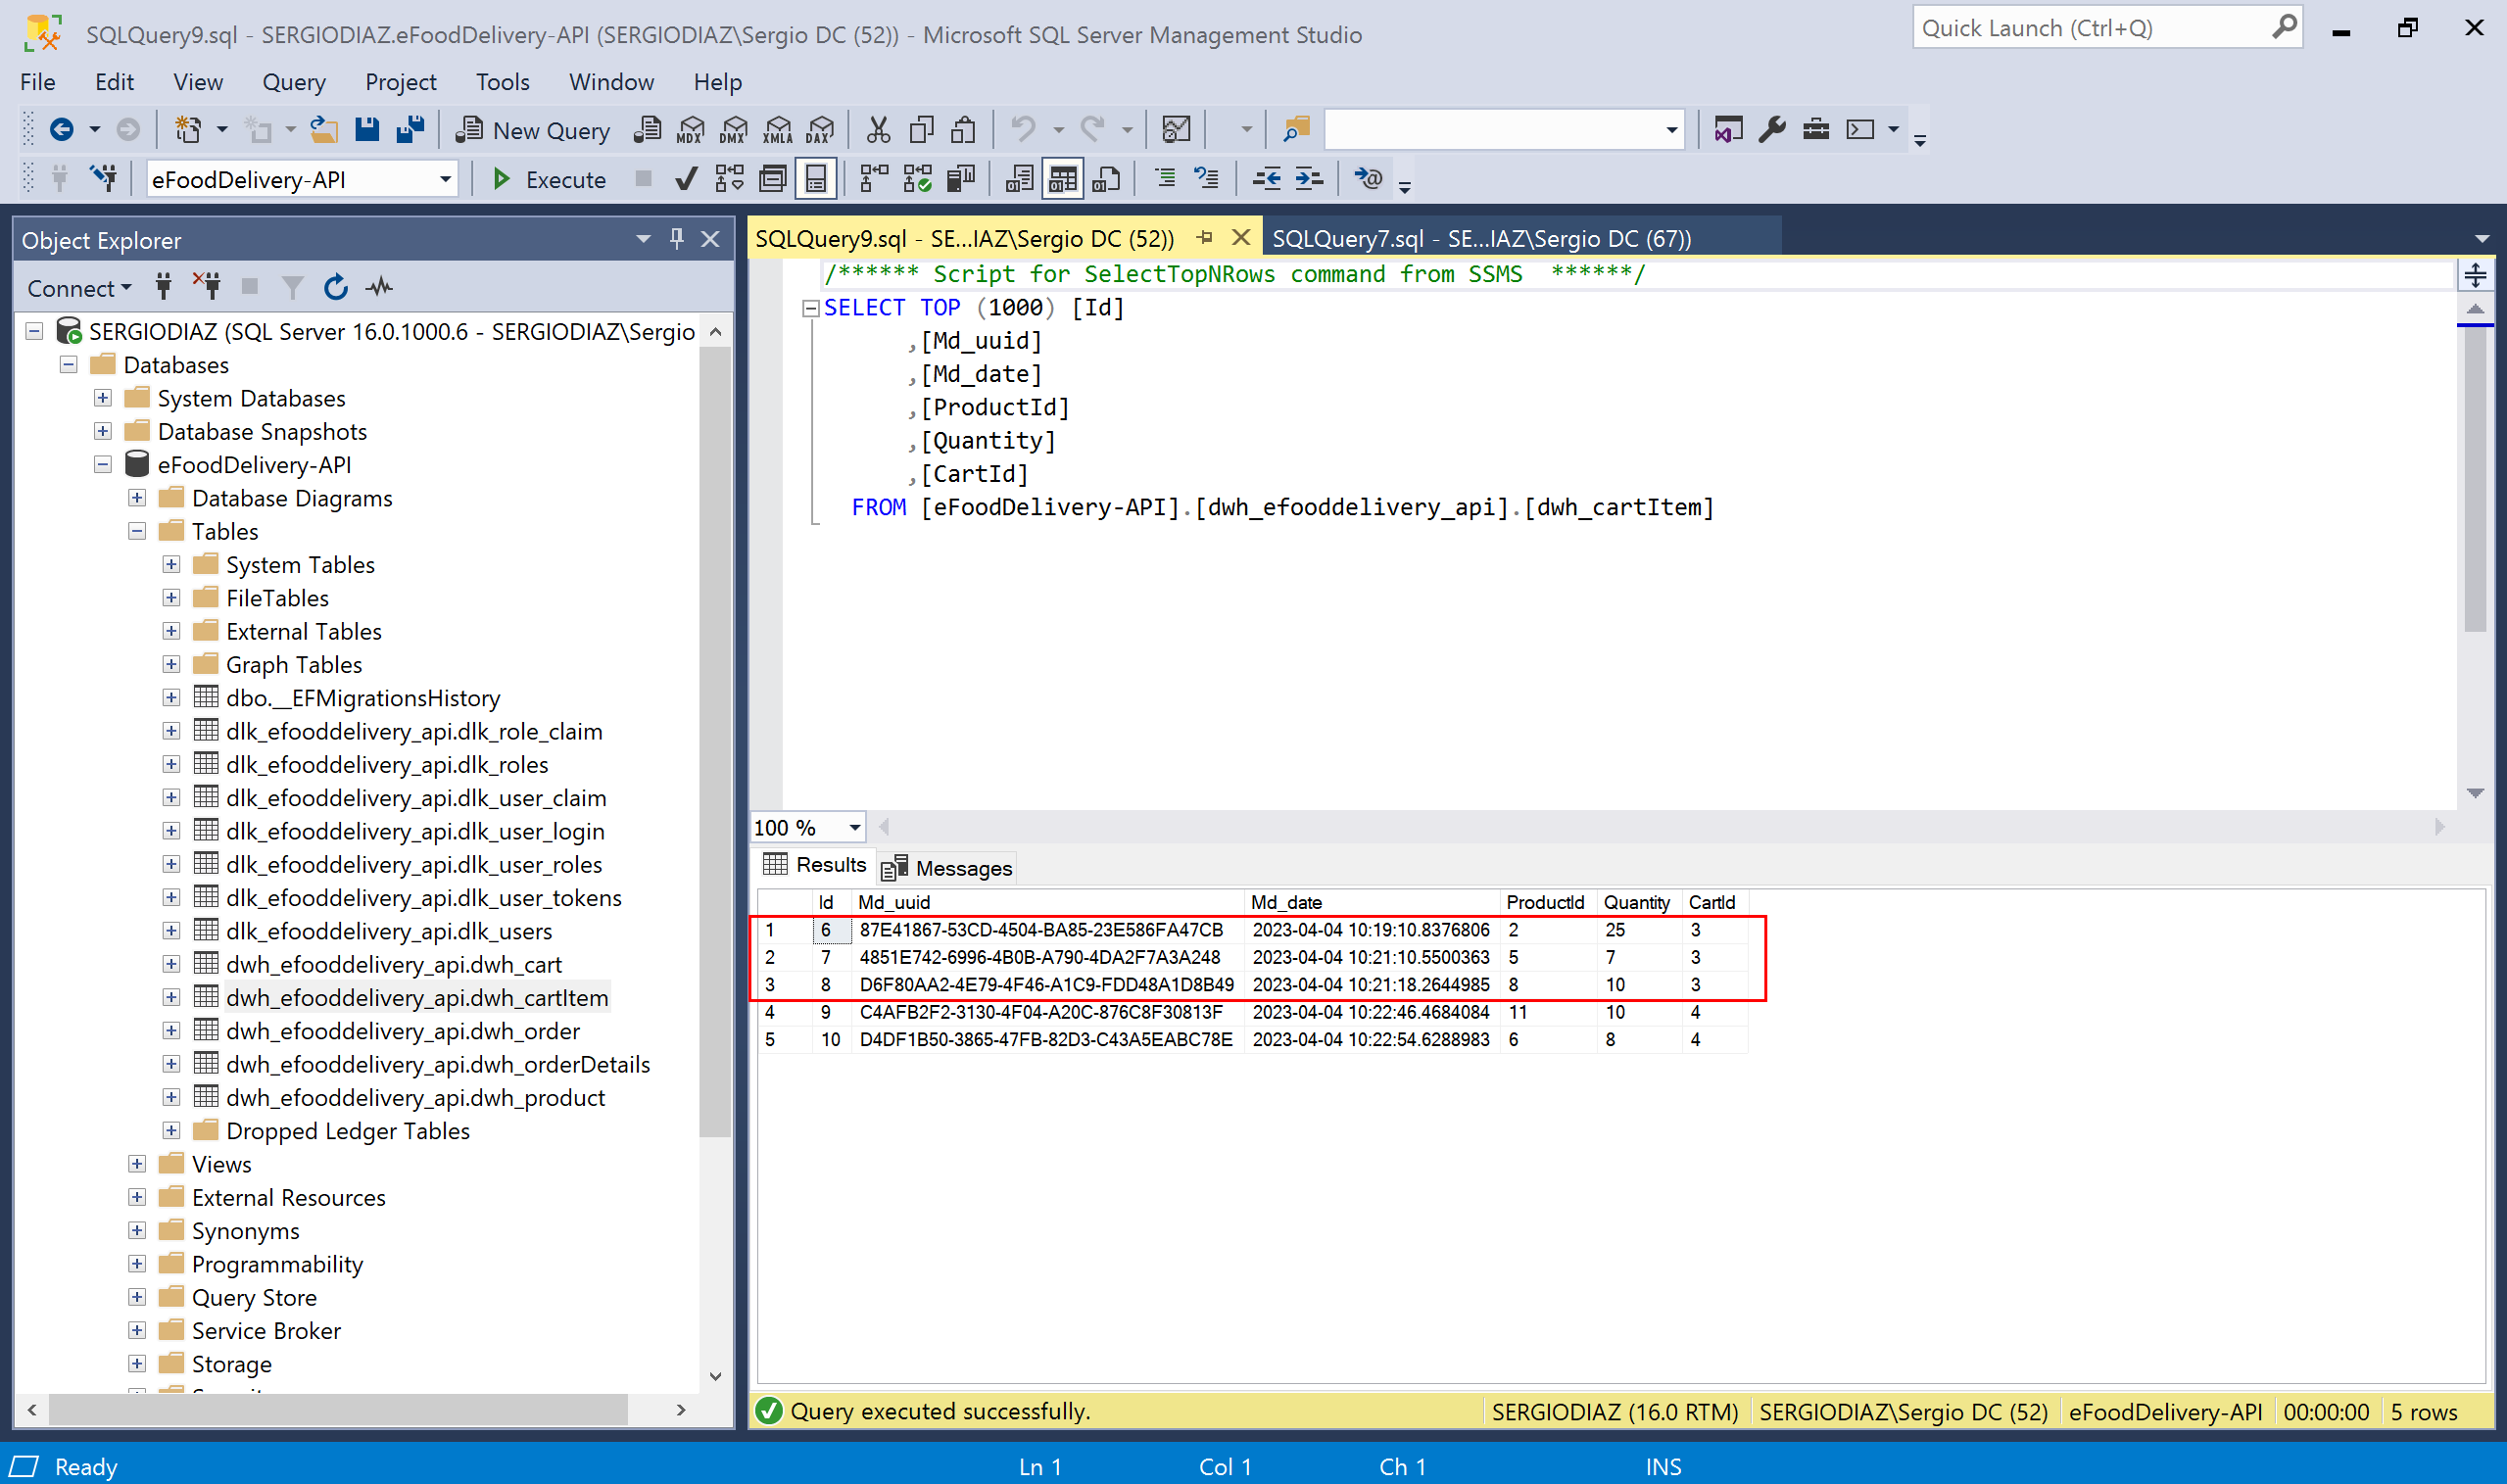 SQLQuery9.sql - SERGIODIAZ.eFoodDelivery-API (SERGIODIAZ\Sergio DC (52)) - Microsoft SQL Server Management Studio
Quick Launch (Ctrl+Q)
File Edit View Query Project Tools Window Help
New Query MDX DMX XMLA DAX
eFoodDelivery-API Execute
Object Explorer
Connect
SERGIODIAZ (SQL Server 16.0.1000.6 - SERGIODIAZ\Sergio
Databases
System Databases
Database Snapshots
eFoodDelivery-API
Database Diagrams
Tables
System Tables
FileTables
External Tables
Graph Tables
dbo.__EFMigrationsHistory
dlk_efooddelivery_api.dlk_role_claim
dlk_efooddelivery_api.dlk_roles
dlk_efooddelivery_api.dlk_user_claim
dlk_efooddelivery_api.dlk_user_login
dlk_efooddelivery_api.dlk_user_roles
dlk_efooddelivery_api.dlk_user_tokens
dlk_efooddelivery_api.dlk_users
dwh_efooddelivery_api.dwh_cart
dwh_efooddelivery_api.dwh_cartItem
dwh_efooddelivery_api.dwh_order
dwh_efooddelivery_api.dwh_orderDetails
dwh_efooddelivery_api.dwh_product
Dropped Ledger Tables
Views
External Resources
Synonyms
Programmability
Query Store
Service Broker
Storage
SQLQuery9.sql - SE...IAZ\Sergio DC (52)) SQLQuery7.sql - SE...IAZ\Sergio DC (67))
/****** Script for SelectTopNRows command from SSMS ******/
SELECT TOP (1000) [Id]
,[Md_uuid]
,[Md_date]
,[ProductId]
,[Quantity]
,[CartId]
FROM [eFoodDelivery-API].[dwh_efooddelivery_api].[dwh_cartItem]
100 %
Results Messages
Id Md_uuid Md_date ProductId Quantity CartId
1 6 87E41867-53CD-4504-BA85-23E586FA47CB 2023-04-04 10:19:10.8376806 2 25 3
2 7 4851E742-6996-4B0B-A790-4DA2F7A3A248 2023-04-04 10:21:10.5500363 5 7 3
3 8 D6F80AA2-4E79-4F46-A1C9-FDD48A1D8B49 2023-04-04 10:21:18.2644985 8 10 3
4 9 C4AFB2F2-3130-4F04-A20C-876C8F30813F 2023-04-04 10:22:46.4684084 11 10 4
5 10 D4DF1B50-3865-47FB-82D3-C43A5EABC78E 2023-04-04 10:22:54.6288983 6 8 4
Query executed successfully. SERGIODIAZ (16.0 RTM) SERGIODIAZ\Sergio DC (52) eFoodDelivery-API 00:00:00 5 rows
Ready Ln 1 Col 1 Ch 1 INS